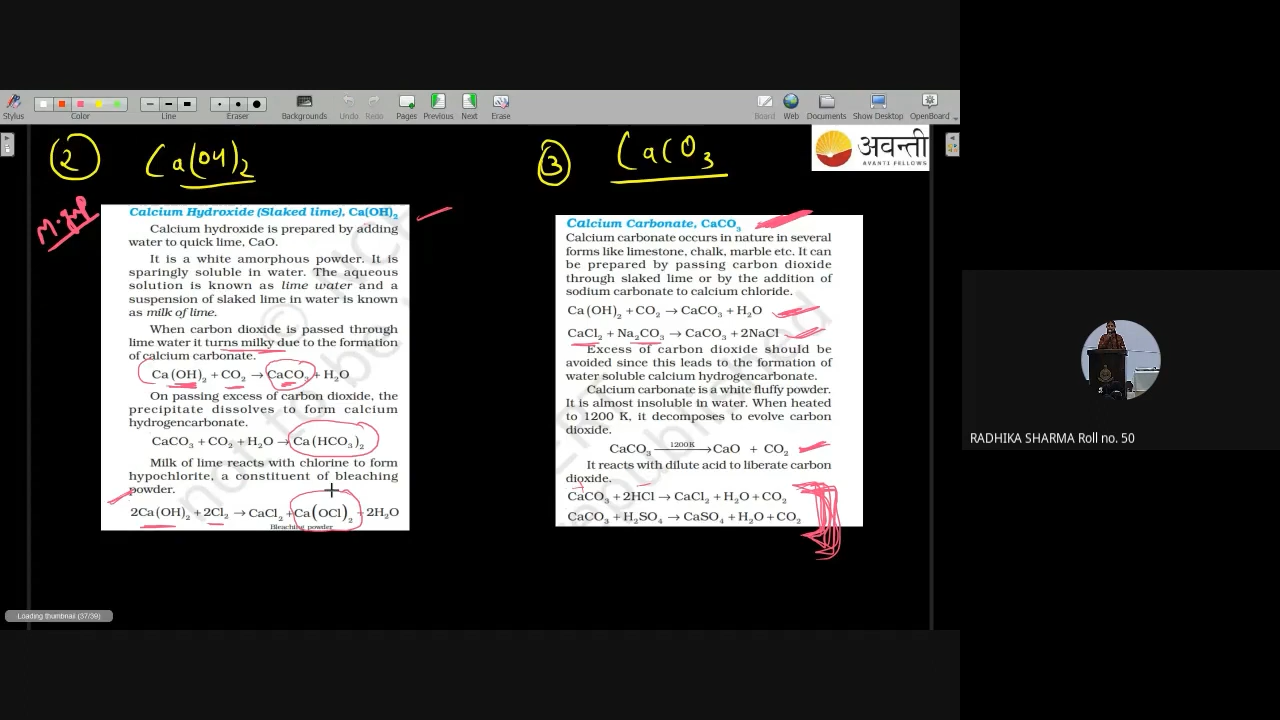 Stylus
Color
Line
Eraser
Backgrounds
Undo
Redo
Pages
Previous
Next
Erase
Board
Web
Documents
Show Desktop
OpenBoard
② Ca(OH)₂
③ CaCO₃
अवन्ती
AVANTI FELLOWS
M. Imp
Calcium Hydroxide (Slaked lime), Ca(OH)₂
Calcium hydroxide is prepared by adding
water to quick lime, CaO.
It is a white amorphous powder. It is
sparingly soluble in water. The aqueous
solution is known as lime water and a
suspension of slaked lime in water is known
as milk of lime.
When carbon dioxide is passed through
lime water it turns milky due to the formation
of calcium carbonate.
Ca(OH)₂ + CO₂ → CaCO₃ + H₂O
On passing excess of carbon dioxide, the
precipitate dissolves to form calcium
hydrogencarbonate.
CaCO₃ + CO₂ + H₂O → Ca(HCO₃)₂
Milk of lime reacts with chlorine to form
hypochlorite, a constituent of bleaching
powder.
2Ca(OH)₂ + 2Cl₂ → CaCl₂ + Ca(OCl)₂ + 2H₂O
Bleaching powder
Calcium Carbonate, CaCO₃
Calcium carbonate occurs in nature in several
forms like limestone, chalk, marble etc. It can
be prepared by passing carbon dioxide
through slaked lime or by the addition of
sodium carbonate to calcium chloride.
Ca(OH)₂ + CO₂ → CaCO₃ + H₂O
CaCl₂ + Na₂CO₃ → CaCO₃ + 2NaCl
Excess of carbon dioxide should be
avoided since this leads to the formation of
water soluble calcium hydrogencarbonate.
Calcium carbonate is a white fluffy powder.
It is almost insoluble in water. When heated
to 1200 K, it decomposes to evolve carbon
dioxide.
CaCO₃ —1200K→ CaO + CO₂
It reacts with dilute acid to liberate carbon
dioxide.
CaCO₃ + 2HCl → CaCl₂ + H₂O + CO₂
CaCO₃ + H₂SO₄ → CaSO₄ + H₂O + CO₂
Loading thumbnail (37/39)
RADHIKA SHARMA Roll no. 50